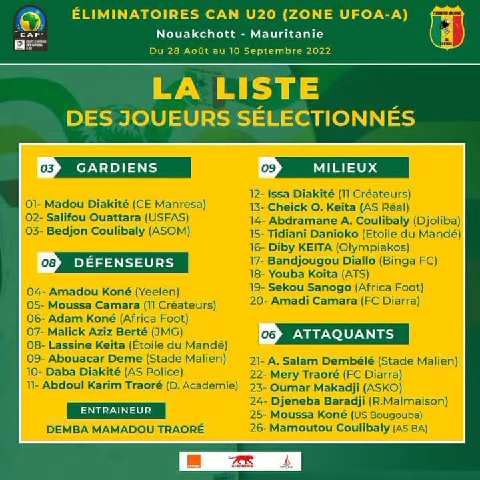 ÉLIMINATOIRES CAN U20 (ZONE UFOA-A)
Nouakchott - Mauritanie
Du 28 Août au 10 Septembre 2022
CAF
LA LISTE
DES JOUEURS SÉLECTIONNÉS
03 GARDIENS
01- Madou Diakité (CE Manresa)
02- Salifou Ouattara (USFAS)
03- Bedjon Coulibaly (ASOM)
08 DÉFENSEURS
04- Amadou Koné (Yeelen)
05- Moussa Camara (11 Créateurs)
06- Adam Koné (Africa Foot)
07- Malick Aziz Berté (JMG)
08- Lassine Keita (Étoile du Mandé)
09- Abouacar Deme (Stade Malien)
10- Daba Diakité (AS Police)
11- Abdoul Karim Traoré (D. Academie)
ENTRAINEUR
DEMBA MAMADOU TRAORÉ
09 MILIEUX
12- Issa Diakité (11 Créateurs)
13- Cheick O. Keita (AS Réal)
14- Abdramane A. Coulibaly (Djoliba)
15- Tidiani Danioko (Etoile du Mandé)
16- Diby KEITA (Olympiakos)
17- Bandjougou Diallo (Binga FC)
18- Youba Koita (ATS)
19- Sekou Sanogo (Africa Foot)
20- Amadi Camara (FC Diarra)
06 ATTAQUANTS
21- A. Salam Dembélé (Stade Malien)
22- Mery Traoré (FC Diarra)
23- Oumar Makadji (ASKO)
24- Djeneba Baradji (R.Malmaison)
25- Moussa Koné (US Bougouba)
26- Mamoutou Coulibaly (AS BA)